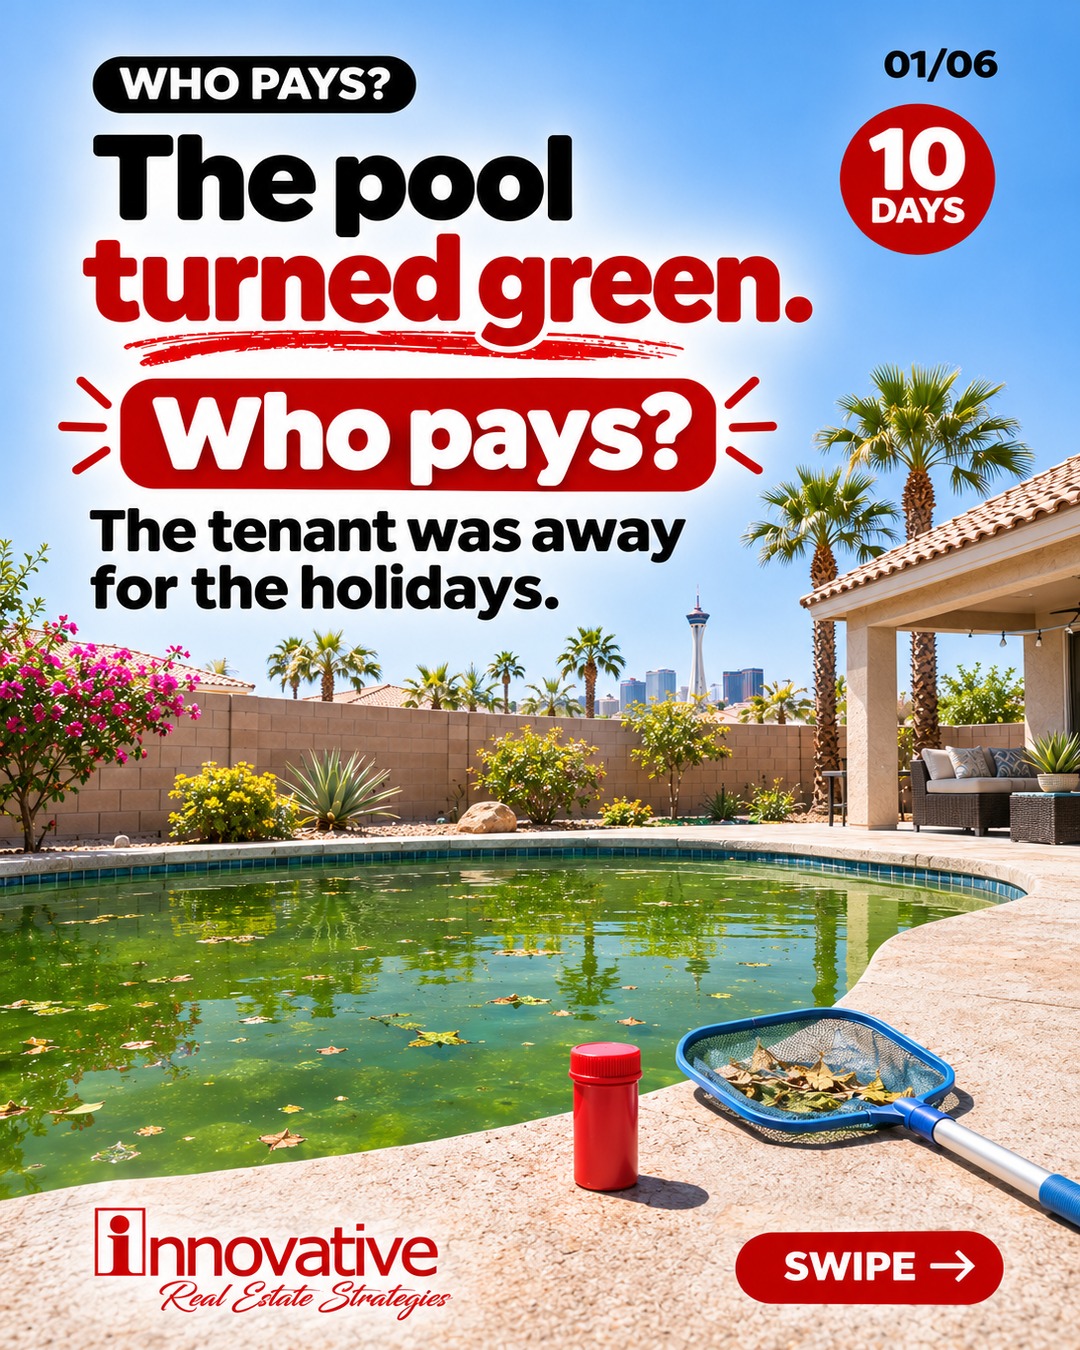 WHO PAYS?
01/06
10
DAYS
The pool
turned green.
Who pays?
The tenant was away
for the holidays.
innovative
Real Estate Strategies
SWIPE →